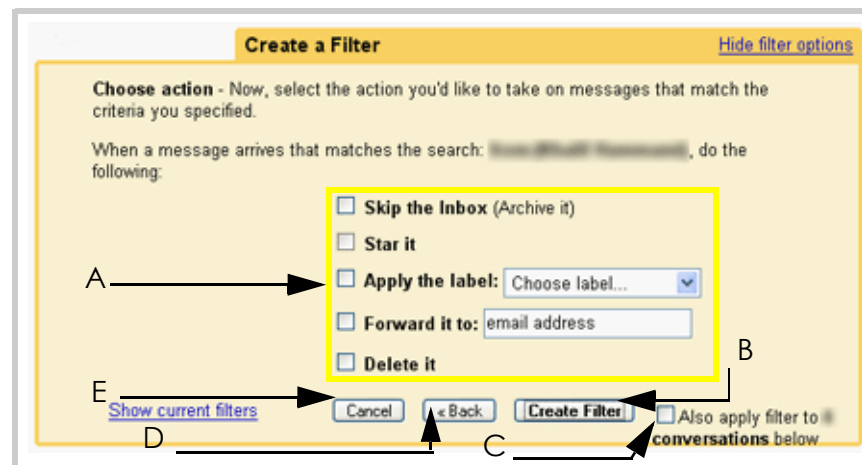 Create a Filter Hide filter options
Choose action - Now, select the action you'd like to take on messages that match the
criteria you specified.
When a message arrives that matches the search: , do the
following:
Skip the Inbox (Archive it)
Star it
A
Apply the label: Choose label...
Forward it to: email address
B
Delete it
E
Show current filters Cancel « Back Create Filter Also apply filter to
conversations below
D
C